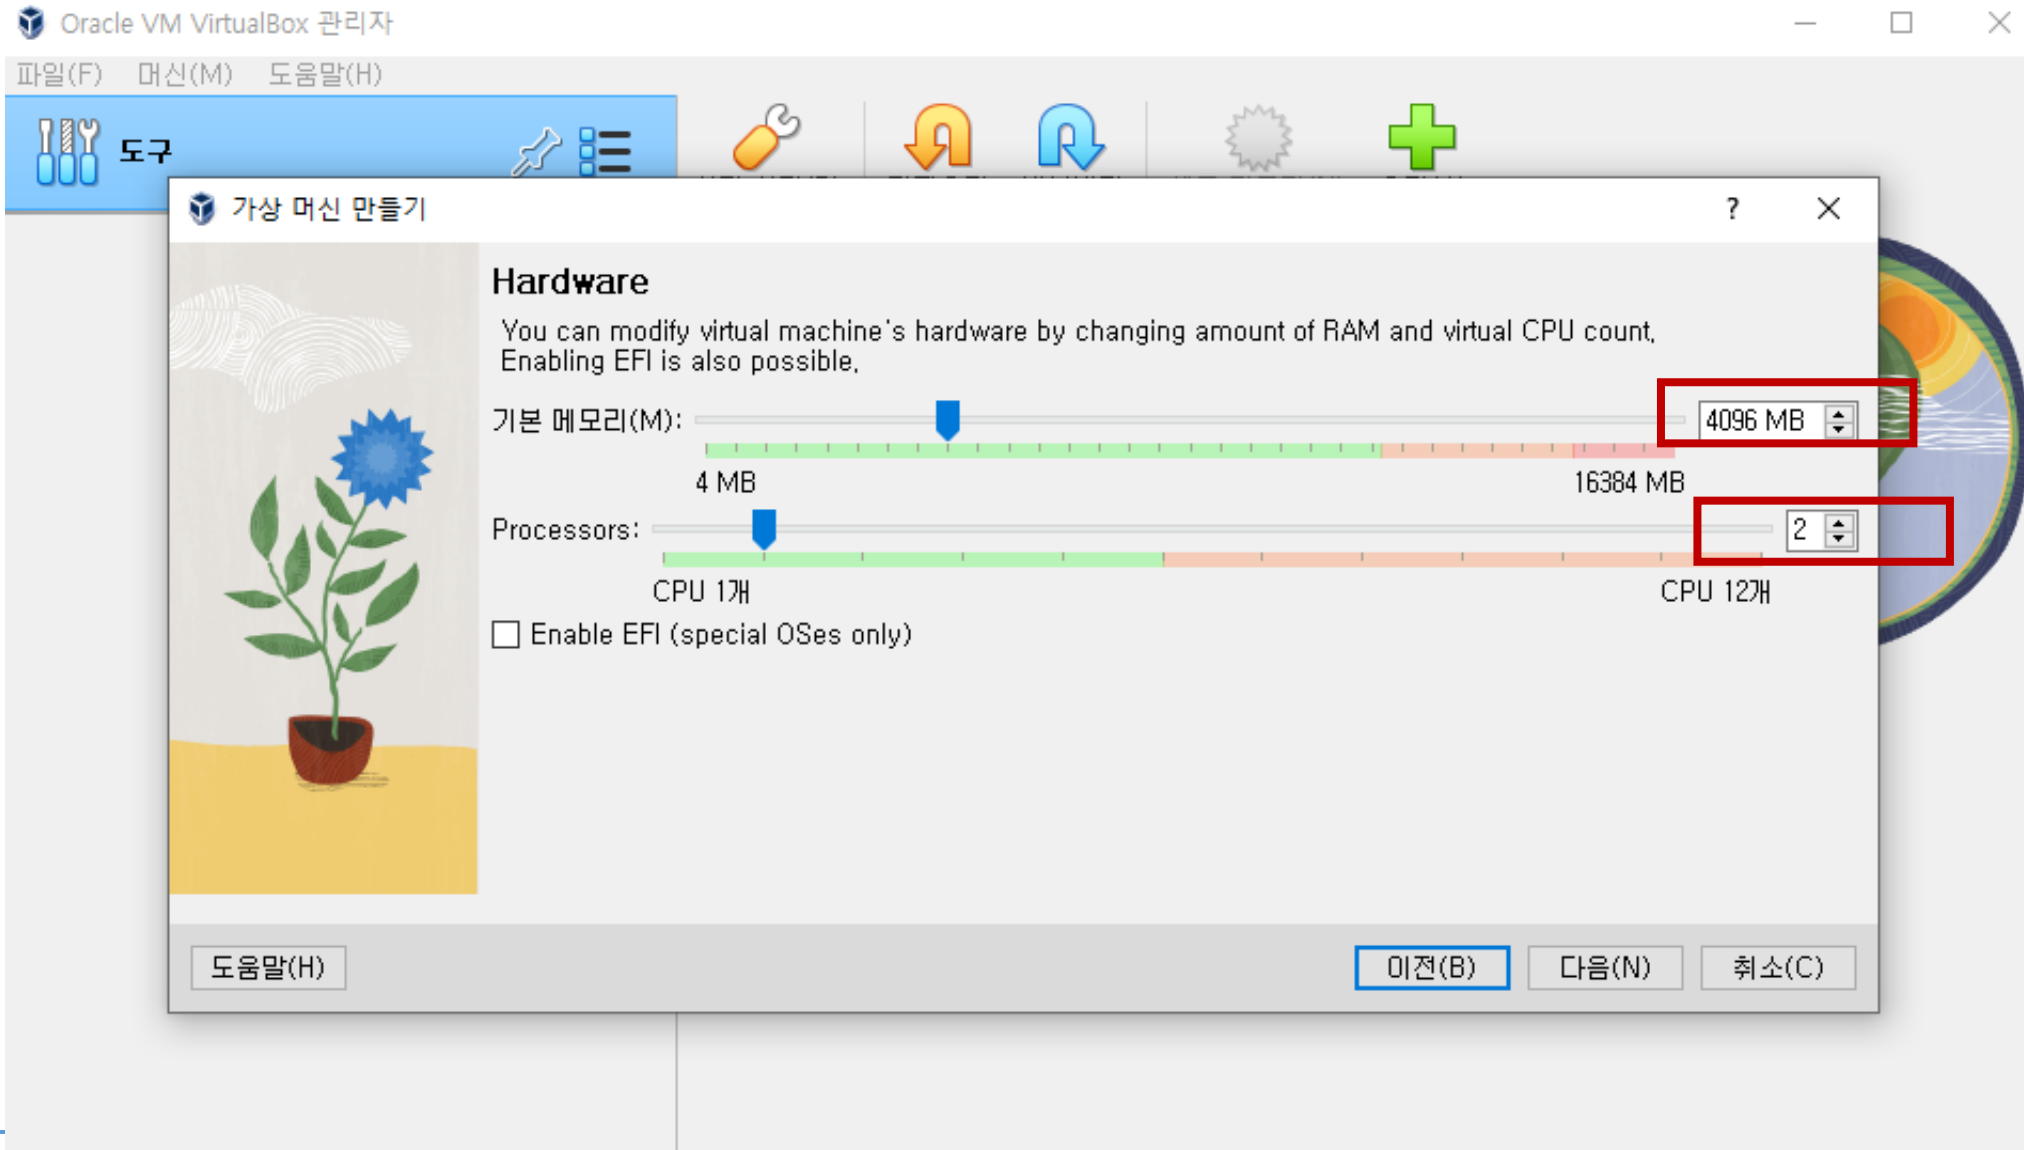 Oracle VM VirtualBox 관리자
파일(F) 머신(M) 도움말(H)
도구
가상 머신 만들기
?
Hardware
You can modify virtual machine's hardware by changing amount of RAM and virtual CPU count.
Enabling EFI is also possible.
기본 메모리(M):
4096 MB
4 MB
16384 MB
Processors:
2
CPU 1개
CPU 12개
Enable EFI (special OSes only)
도움말(H)
이전(B) 다음(N) 취소(C)